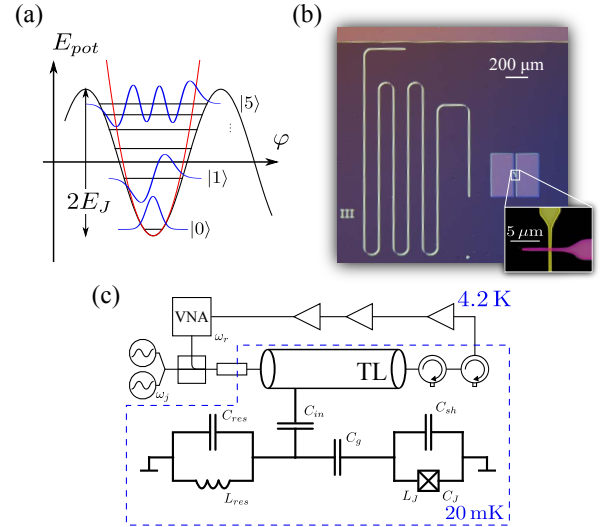 (a)
E_pot
|5⟩
⋮
φ
|1⟩
2E_J
|0⟩
(b)
200 μm
III
5 μm
(c)
4.2 K
VNA
ω_r
TL
ω_j
C_res
C_in
C_sh
C_g
L_res
L_J
C_J
20 mK